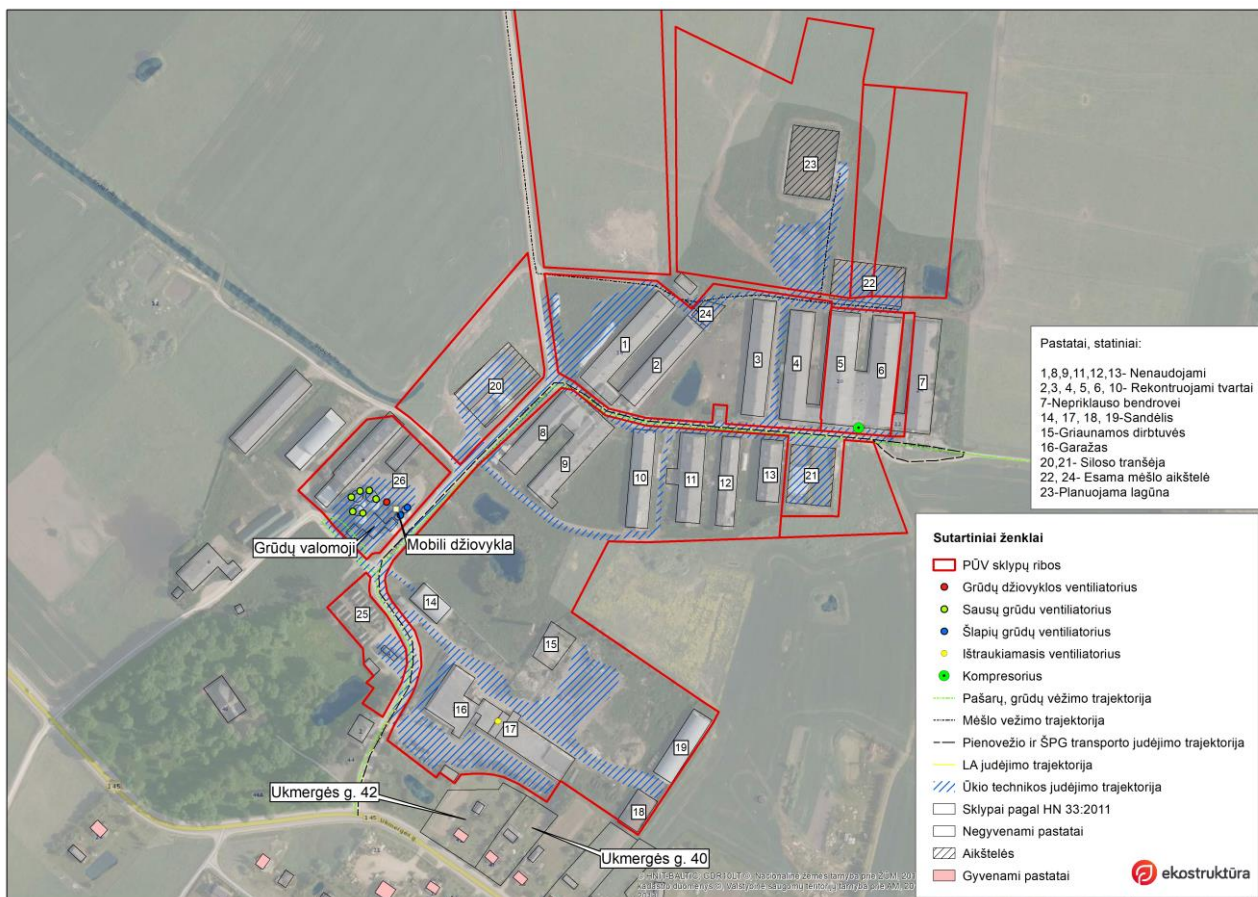 23
22
24
1
2
3
4
5
6
7
20
8
9
10
11
12
13
21
26
Grūdų valomoji
Mobili džiovykla
14
25
15
16
17
19
18
Ukmergės g. 42
Ukmergės g. 40
Ukmergės g.
Pastatai, statiniai:
1,8,9,11,12,13- Nenaudojami
2,3, 4, 5, 6, 10- Rekontruojami tvartai
7-Nepriklauso bendrovei
14, 17, 18, 19-Sandėlis
15-Griaunamos dirbtuvės
16-Garažas
20,21- Siloso tranšėja
22, 24- Esama mėšlo aikštelė
23-Planuojama lagūna
Sutartiniai ženklai
PŪV sklypų ribos
Grūdų džiovyklos ventiliatorius
Sausų grūdu ventiliatorius
Šlapių grūdų ventiliatorius
Ištraukiamasis ventiliatorius
Kompresorius
Pašarų, grūdų vėžimo trajektorija
Mėšlo vežimo trajektorija
Pienovežio ir ŠPG transporto judėjimo trajektorija
LA judėjimo trajektorija
Ūkio technikos judėjimo trajektorija
Sklypai pagal HN 33:2011
Negyvenami pastatai
Aikštelės
Gyvenami pastatai
ekostruktūra